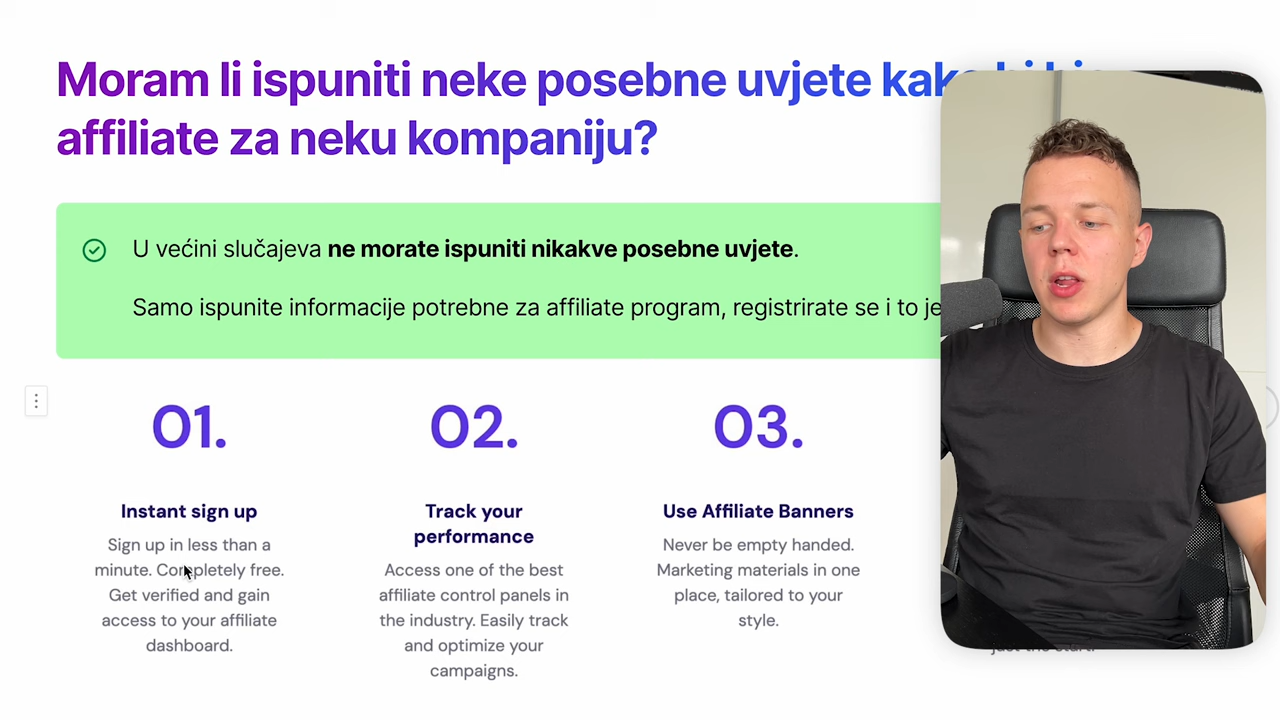 Moram li ispuniti neke posebne uvjete
affiliate za neku kompaniju?
U većini slučajeva ne morate ispuniti nikakve posebne uvjete.
Samo ispunite informacije potrebne za affiliate program, registrirate se i to je
01.
02.
03.
Instant sign up
Sign up in less than a
minute. Completely free.
Get verified and gain
access to your affiliate
dashboard.
Track your
performance
Access one of the best
affiliate control panels in
the industry. Easily track
and optimize your
campaigns.
Use Affiliate Banners
Never be empty handed.
Marketing materials in one
place, tailored to your
style.
just the start.